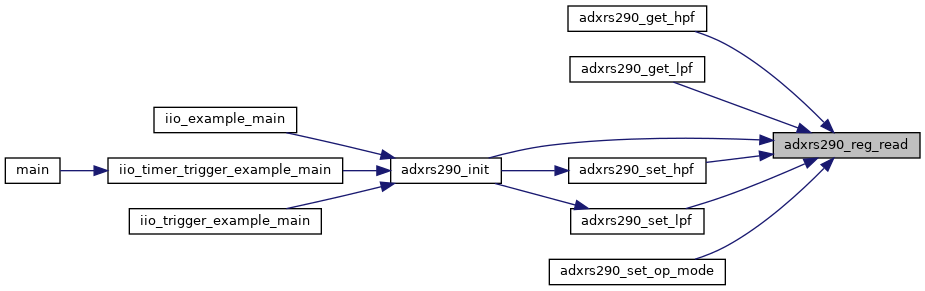 adxrs290_get_hpf
adxrs290_get_lpf
iio_example_main
adxrs290_reg_read
main
iio_timer_trigger_example_main
adxrs290_init
adxrs290_set_hpf
iio_trigger_example_main
adxrs290_set_lpf
adxrs290_set_op_mode